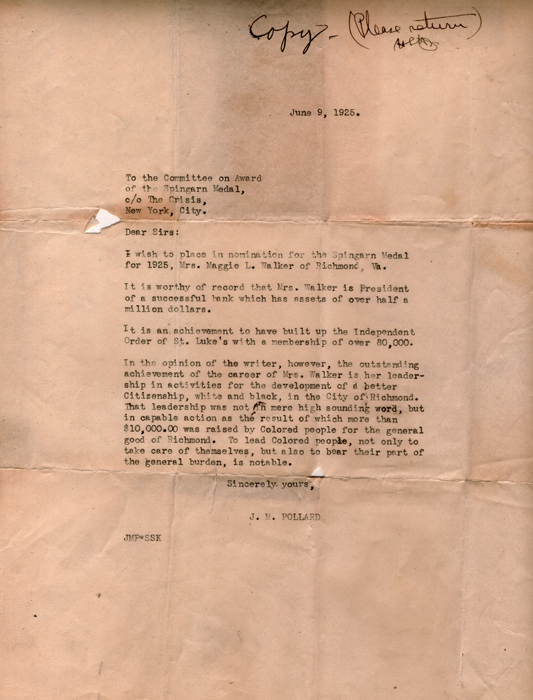 Copy - (Please return)
June 9, 1925.
To the Committee on Award
of the Spingarn Medal,
c/o The Crisis,
New York, City.
Dear Sirs:
I wish to place in nomination for the Spingarn Medal
for 1925, Mrs. Maggie L. Walker of Richmond, Va.
It is worthy of record that Mrs. Walker is President
of a successful bank which has assets of over half a
million dollars.
It is an achievement to have built up the Independent
Order of St. Luke's with a membership of over 80,000.
In the opinion of the writer, however, the outstanding
achievement of the career of Mrs. Walker is her leader-
ship in activities for the development of a better
Citizenship, white and black, in the City of Richmond.
That leadership was not in mere high sounding word, but
in capable action as the result of which more than
$10,000.00 was raised by Colored people for the general
good of Richmond. To lead Colored people, not only to
take care of themselves, but also to bear their part of
the general burden, is notable.
Sincerely yours,
J. M. POLLARD
JMP*SSK